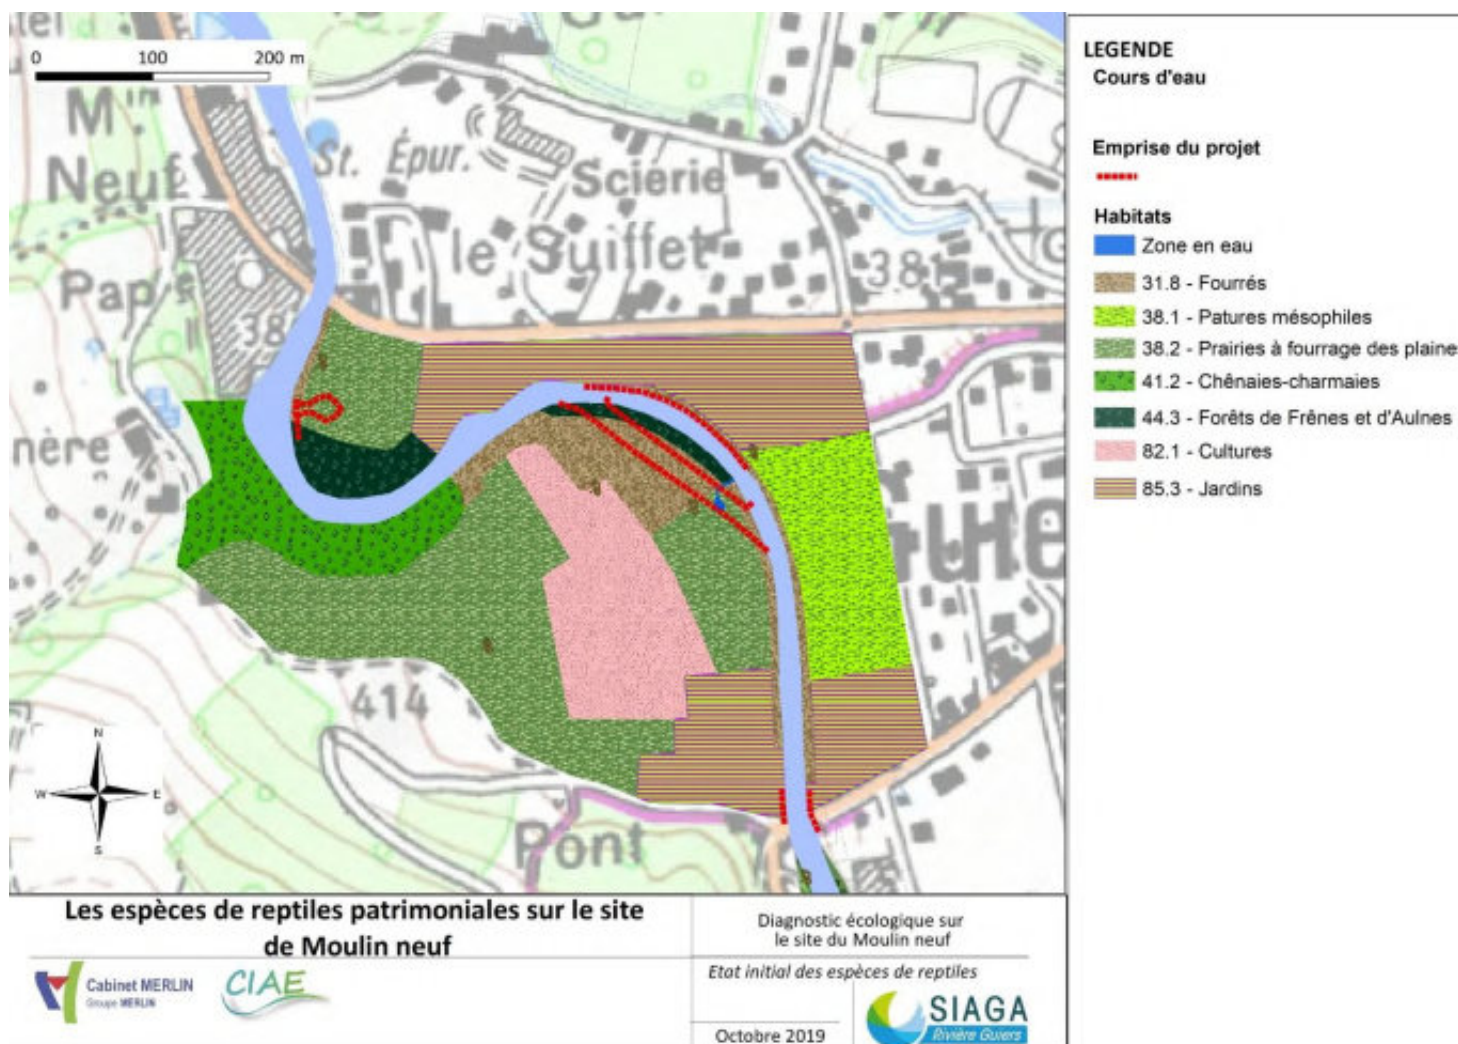 0 100 200 m
M in
Neuf
Pap
St. Épur.
Scierie
le Suiffet
381
38
nère
414
Pont
N
W E
S
LEGENDE
Cours d'eau
Emprise du projet
Habitats
Zone en eau
31.8 - Fourrés
38.1 - Patures mésophiles
38.2 - Prairies à fourrage des plaine
41.2 - Chênaies-charmaies
44.3 - Forêts de Frênes et d'Aulnes
82.1 - Cultures
85.3 - Jardins
Les espèces de reptiles patrimoniales sur le site
de Moulin neuf
Cabinet MERLIN
Groupe MERLIN
CIAE
Diagnostic écologique sur
le site du Moulin neuf
Etat initial des espèces de reptiles
Octobre 2019
SIAGA
Rivière Guiers